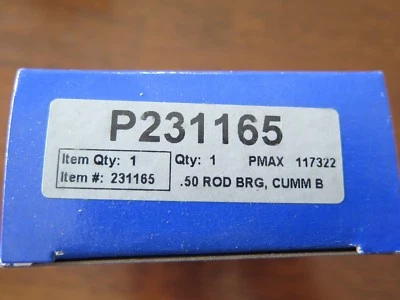 P231165
Item Qty: 1 Qty: 1 PMAX 117322
Item #: 231165 .50 ROD BRG, CUMM B